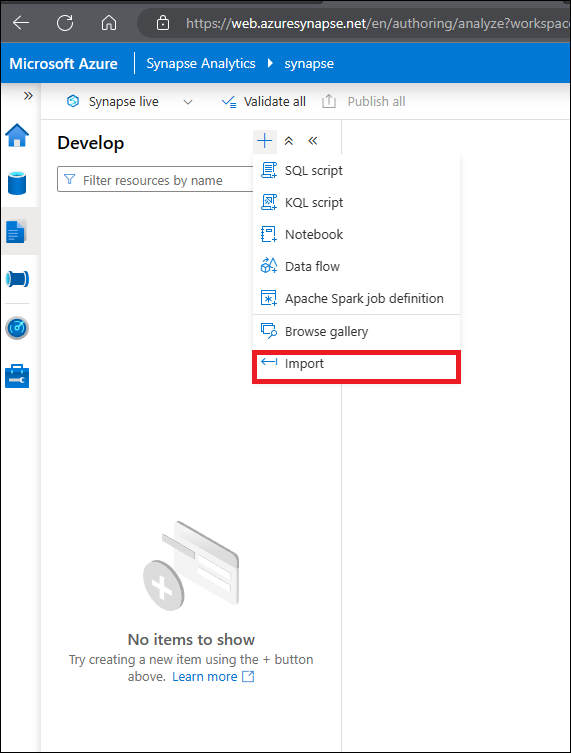 https://web.azuresynapse.net/en/authoring/analyze?workspac
Microsoft Azure Synapse Analytics synapse
Synapse live Validate all Publish all
Develop
Filter resources by name
SQL script
KQL script
Notebook
Data flow
Apache Spark job definition
Browse gallery
Import
No items to show
Try creating a new item using the + button
above. Learn more